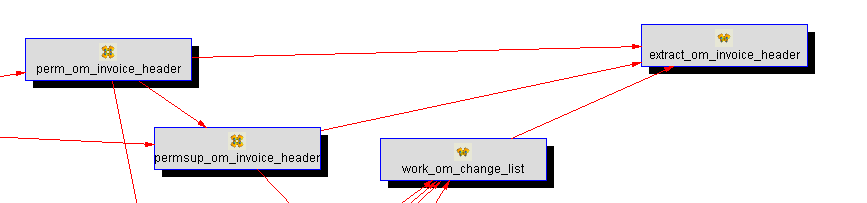 extract_om_invoice_header
perm_om_invoice_header
permsup_om_invoice_header
work_om_change_list